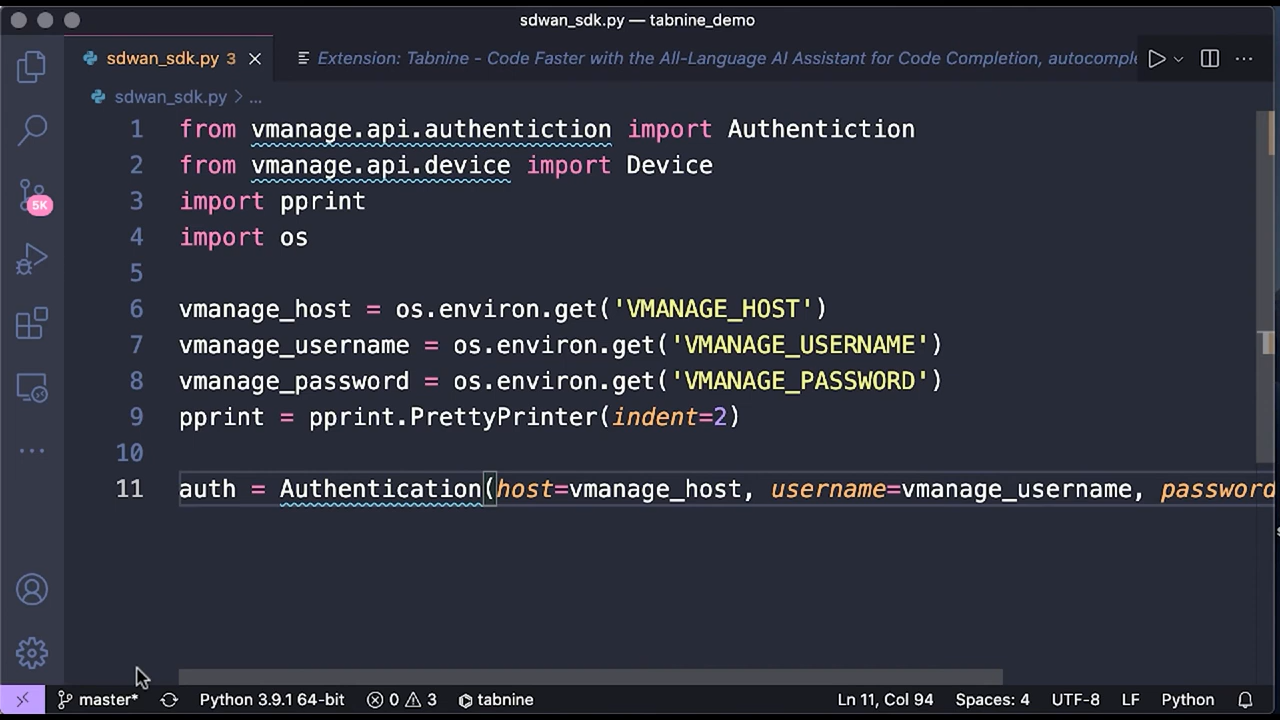 sdwan_sdk.py — tabnine_demo
sdwan_sdk.py 3 Extension: Tabnine - Code Faster with the All-Language AI Assistant for Code Completion, autocomple
sdwan_sdk.py > ...
1 from vmanage.api.authentiction import Authentiction
2 from vmanage.api.device import Device
3 import pprint
4 import os
5
6 vmanage_host = os.environ.get('VMANAGE_HOST')
7 vmanage_username = os.environ.get('VMANAGE_USERNAME')
8 vmanage_password = os.environ.get('VMANAGE_PASSWORD')
9 pprint = pprint.PrettyPrinter(indent=2)
10
11 auth = Authentication(host=vmanage_host, username=vmanage_username, password
5K
master* Python 3.9.1 64-bit 0 3 tabnine Ln 11, Col 94 Spaces: 4 UTF-8 LF Python